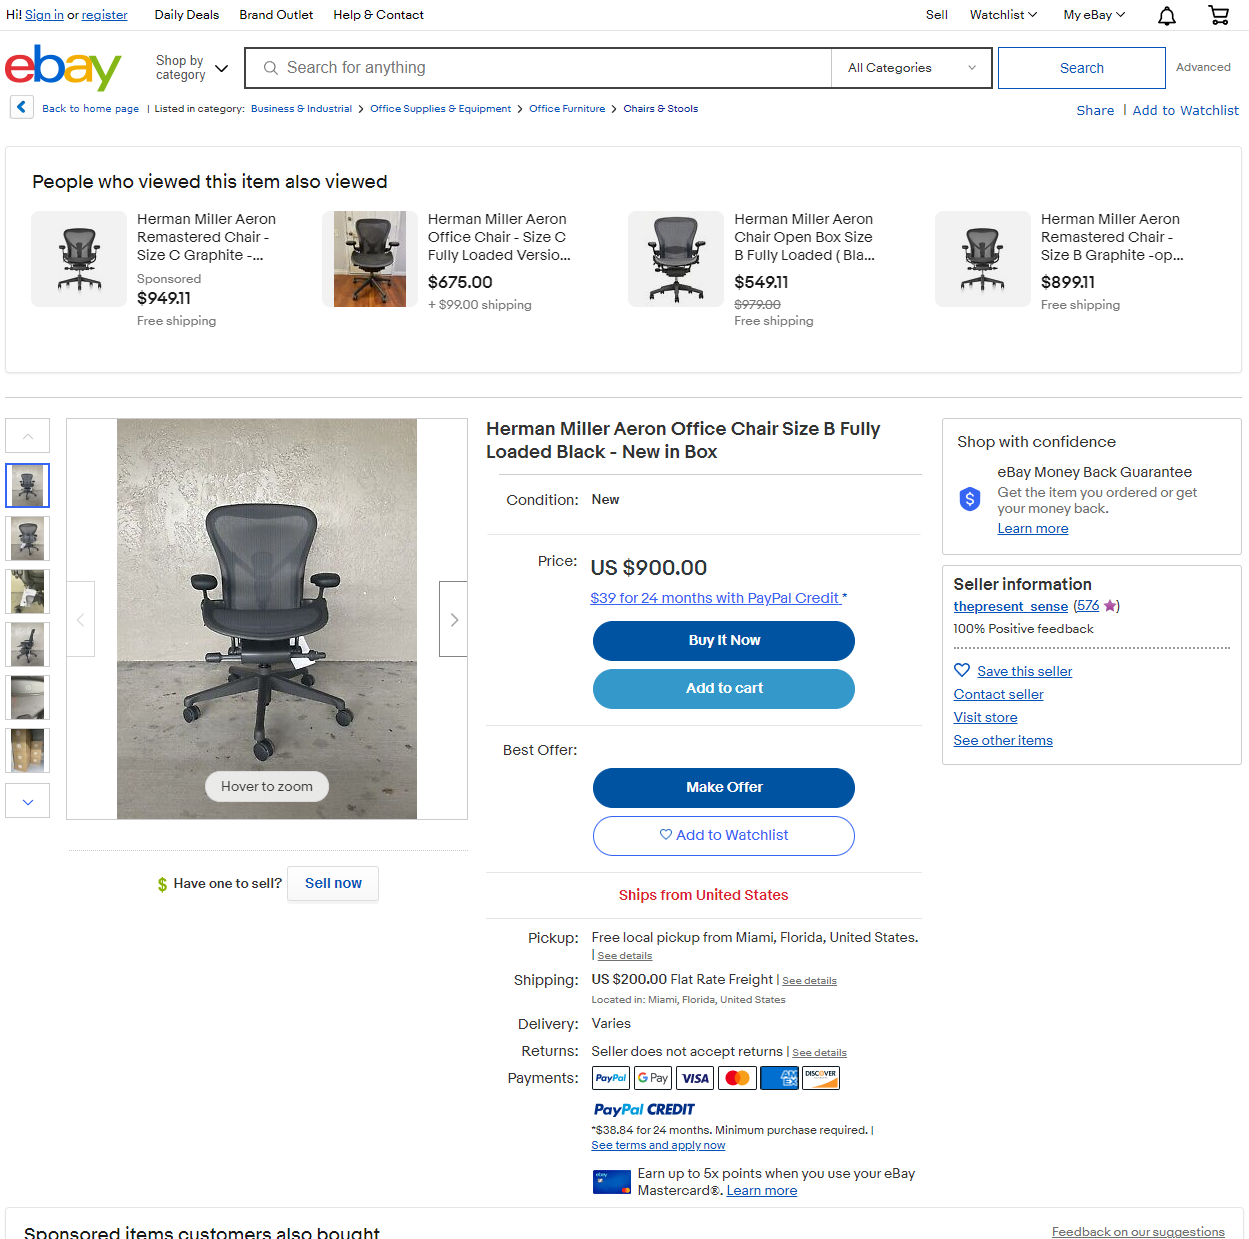 Hi! Sign in or register Daily Deals Brand Outlet Help & Contact Sell Watchlist My eBay
ebay
Shop by
category
Search for anything All Categories Search Advanced
Back to home page | Listed in category: Business & Industrial > Office Supplies & Equipment > Office Furniture > Chairs & Stools
Share | Add to Watchlist
People who viewed this item also viewed
Herman Miller Aeron
Remastered Chair -
Size C Graphite -...
Sponsored
$949.11
Free shipping
Herman Miller Aeron
Office Chair - Size C
Fully Loaded Versio...
$675.00
+ $99.00 shipping
Herman Miller Aeron
Chair Open Box Size
B Fully Loaded ( Bla...
$549.11
$979.00
Free shipping
Herman Miller Aeron
Remastered Chair -
Size B Graphite -op...
$899.11
Free shipping
Hover to zoom
$ Have one to sell? Sell now
Herman Miller Aeron Office Chair Size B Fully
Loaded Black - New in Box
Condition: New
Price: US $900.00
$39 for 24 months with PayPal Credit *
Buy It Now
Add to cart
Best Offer:
Make Offer
Add to Watchlist
Ships from United States
Pickup: Free local pickup from Miami, Florida, United States.
| See details
Shipping: US $200.00 Flat Rate Freight | See details
Located in: Miami, Florida, United States
Delivery: Varies
Returns: Seller does not accept returns | See details
Payments: PayPal G Pay VISA AMEX DISCOVER
PayPal CREDIT
*$38.84 for 24 months. Minimum purchase required. |
See terms and apply now
ebay
Earn up to 5x points when you use your eBay
Mastercard®. Learn more
Shop with confidence
eBay Money Back Guarantee
$
Get the item you ordered or get
your money back.
Learn more
Seller information
thepresent_sense (576 ★)
100% Positive feedback
Save this seller
Contact seller
Visit store
See other items
Sponsored items customers also bought
Feedback on our suggestions